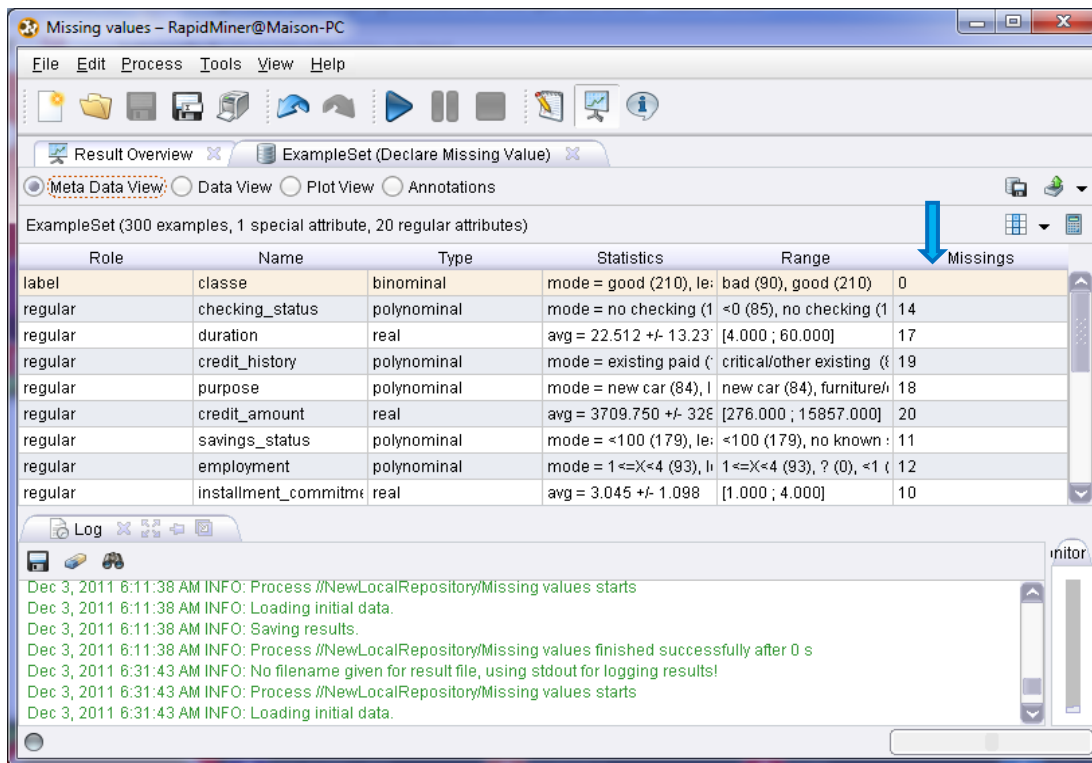 Missing values – RapidMiner@Maison-PC
File Edit Process Tools View Help
Result Overview ExampleSet (Declare Missing Value)
Meta Data View Data View Plot View Annotations
ExampleSet (300 examples, 1 special attribute, 20 regular attributes)
Role Name Type Statistics Range Missings
label classe binominal mode = good (210), le bad (90), good (210) 0
regular checking_status polynominal mode = no checking (1 <0 (85), no checking (1 14
regular duration real avg = 22.512 +/- 13.23 [4.000 ; 60.000] 17
regular credit_history polynominal mode = existing paid ( critical/other existing ( 19
regular purpose polynominal mode = new car (84), l new car (84), furniture/ 18
regular credit_amount real avg = 3709.750 +/- 328 [276.000 ; 15857.000] 20
regular savings_status polynominal mode = <100 (179), le <100 (179), no known 11
regular employment polynominal mode = 1<=X<4 (93), l 1<=X<4 (93), ? (0), <1 ( 12
regular installment_commitm real avg = 3.045 +/- 1.098 [1.000 ; 4.000] 10
Log
nitor
Dec 3, 2011 6:11:38 AM INFO: Process //NewLocalRepository/Missing values starts
Dec 3, 2011 6:11:38 AM INFO: Loading initial data.
Dec 3, 2011 6:11:38 AM INFO: Saving results.
Dec 3, 2011 6:11:38 AM INFO: Process //NewLocalRepository/Missing values finished successfully after 0 s
Dec 3, 2011 6:31:43 AM INFO: No filename given for result file, using stdout for logging results!
Dec 3, 2011 6:31:43 AM INFO: Process //NewLocalRepository/Missing values starts
Dec 3, 2011 6:31:43 AM INFO: Loading initial data.